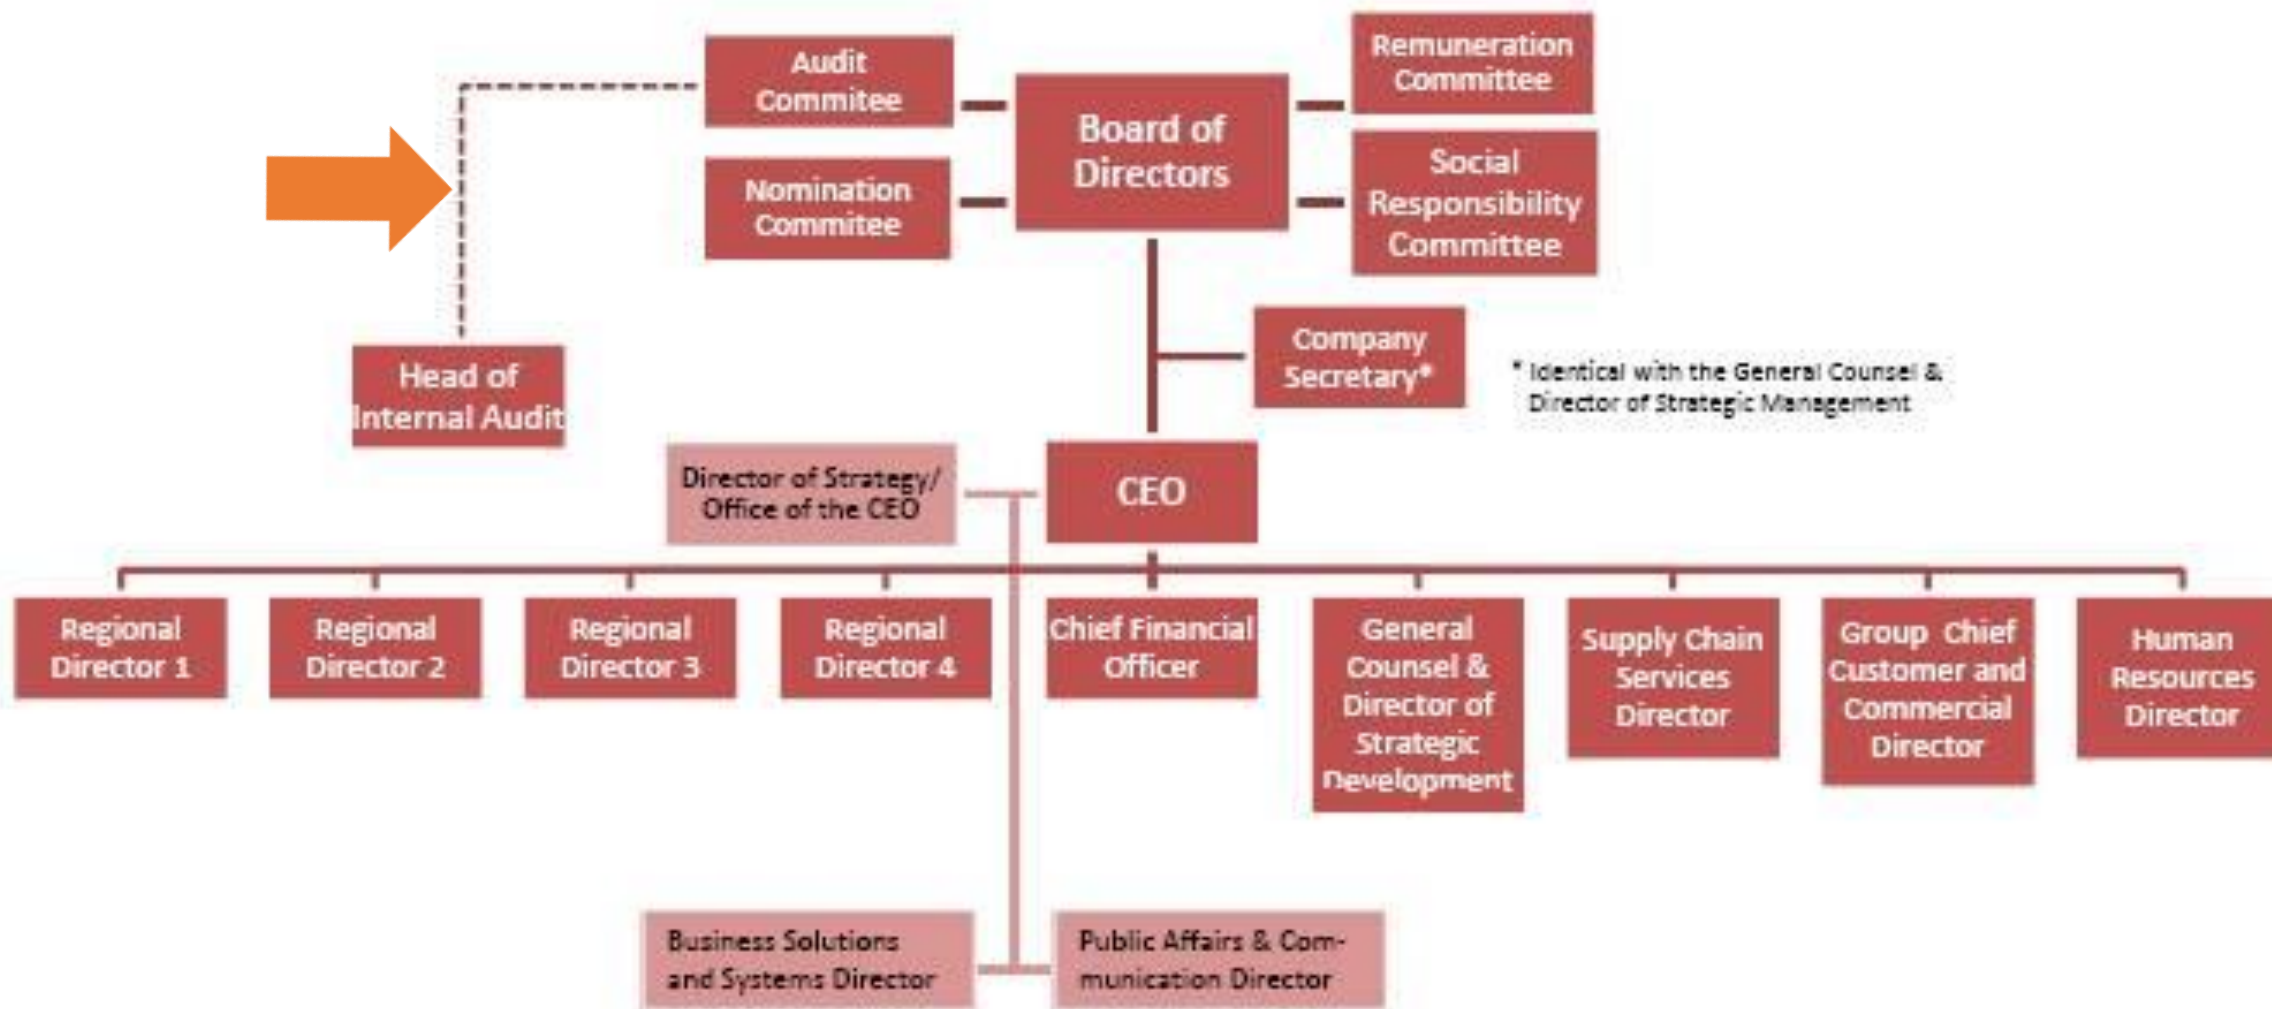 Audit
Commitee
Nomination
Commitee
Board of
Directors
Remuneration
Committee
Social
Responsibility
Committee
Head of
Internal Audit
Company
Secretary*
* Identical with the General Counsel &
Director of Strategic Management
Director of Strategy/
Office of the CEO
CEO
Regional
Director 1
Regional
Director 2
Regional
Director 3
Regional
Director 4
Chief Financial
Officer
General
Counsel &
Director of
Strategic
Development
Supply Chain
Services
Director
Group Chief
Customer and
Commercial
Director
Human
Resources
Director
Business Solutions
and Systems Director
Public Affairs & Com-
munication Director